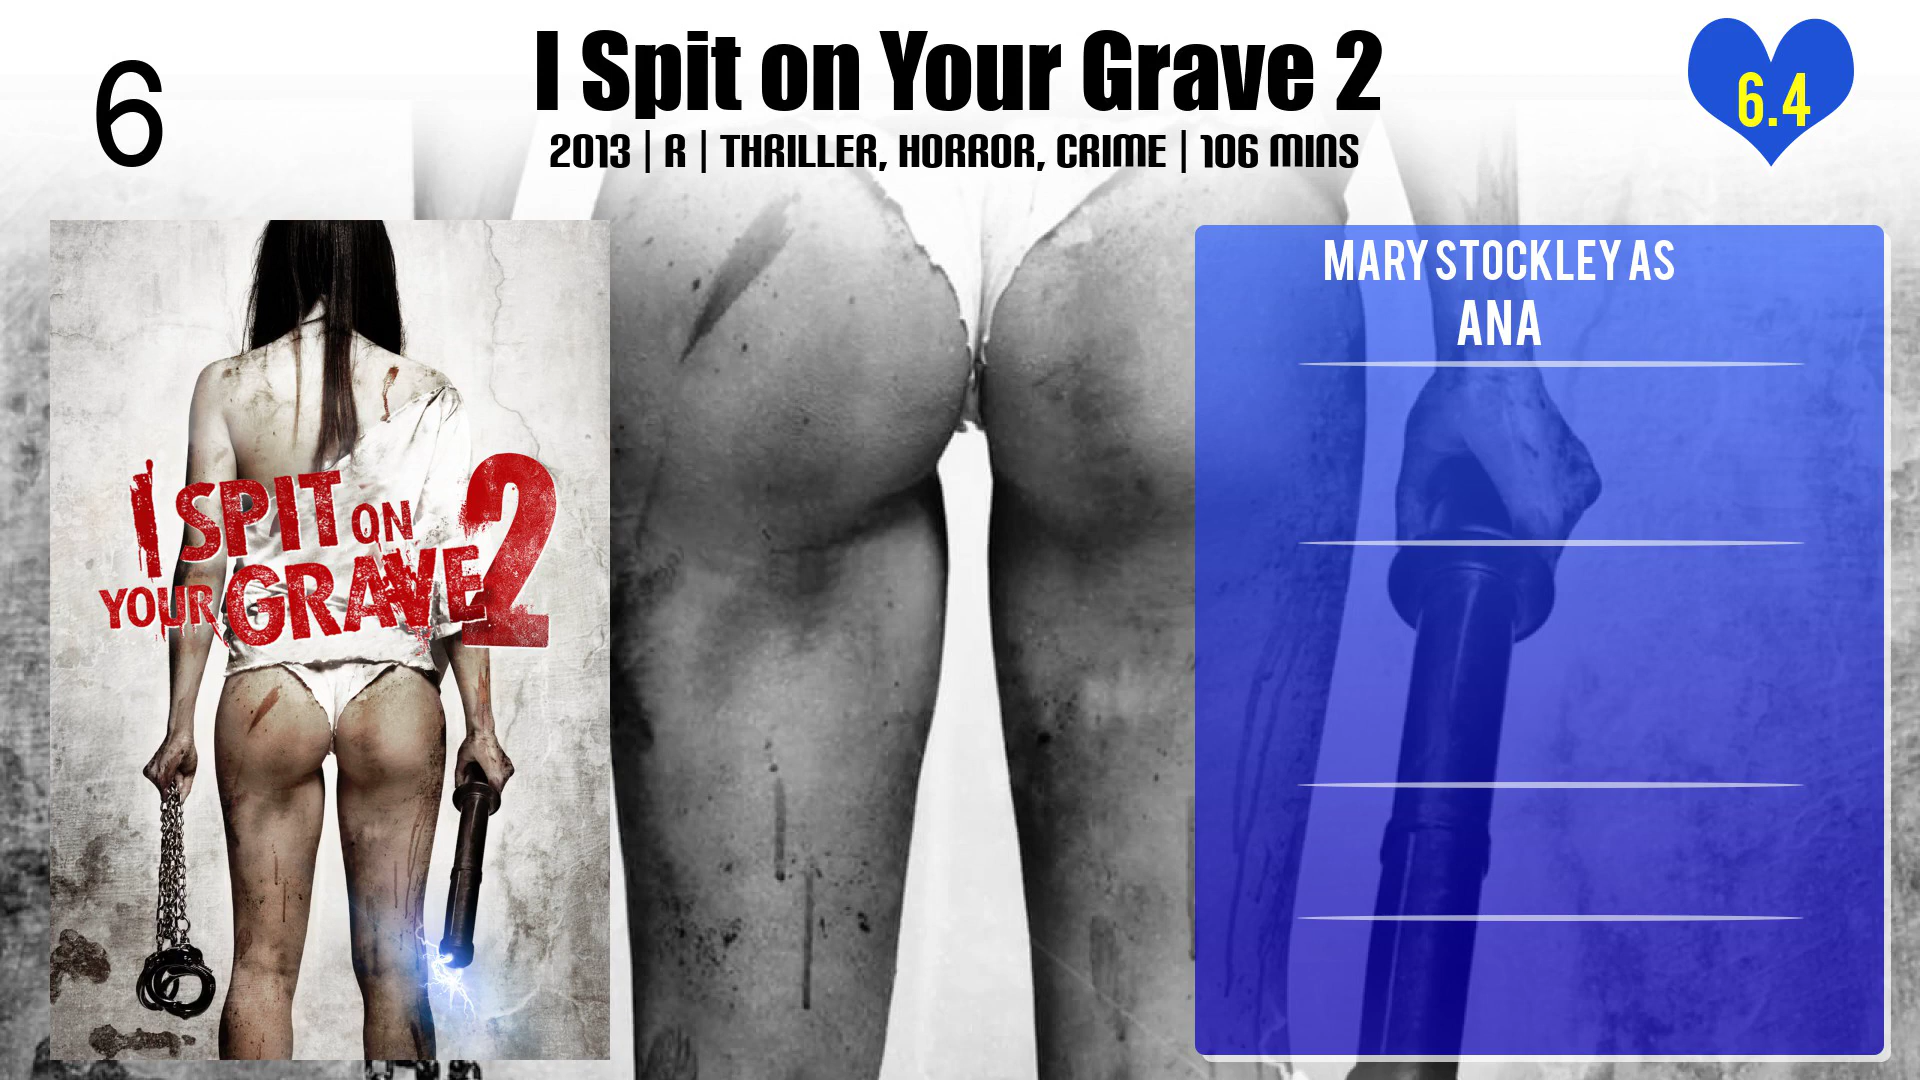 6
I Spit on Your Grave 2
2013 | R | THRILLER, HORROR, CRIME | 106 MINS
6.4
I SPIT ON
YOUR GRAVE 2
MARY STOCKLEY AS
ANA